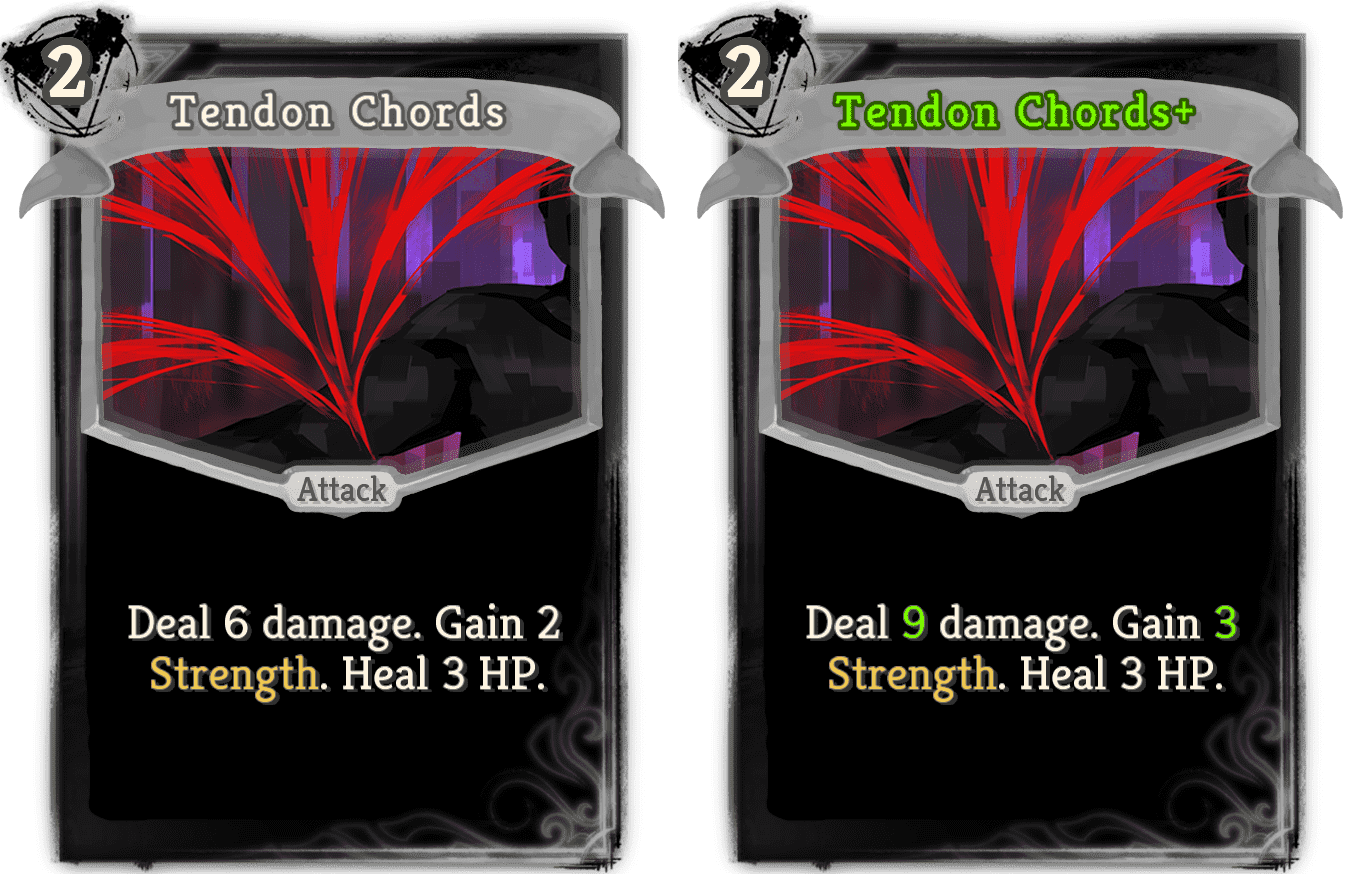 2
Tendon Chords
Attack
Deal 6 damage. Gain 2
Strength. Heal 3 HP.
2
Tendon Chords+
Attack
Deal 9 damage. Gain 3
Strength. Heal 3 HP.